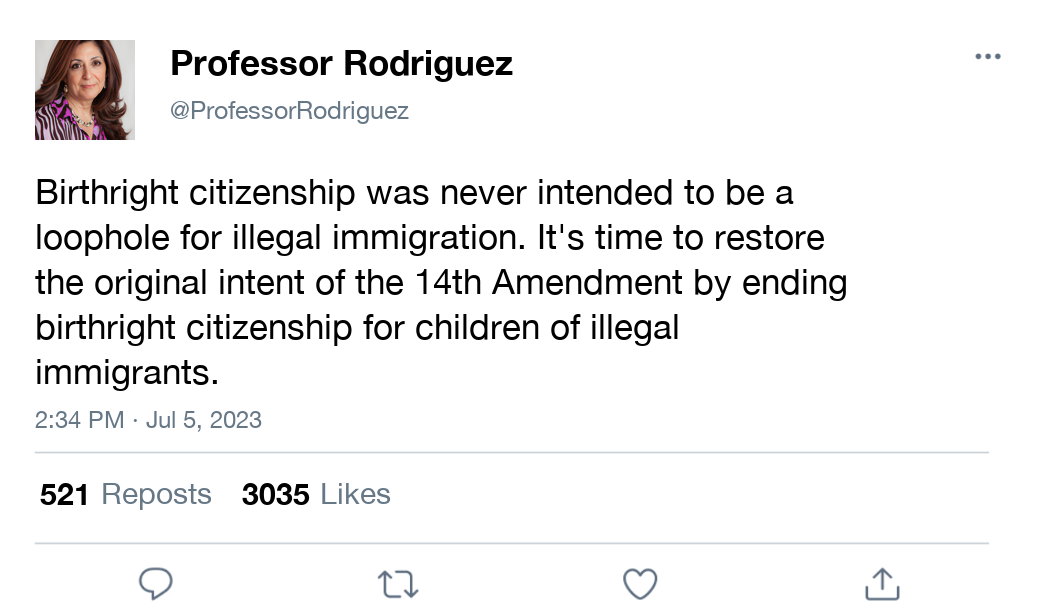 Professor Rodriguez
@ProfessorRodriguez
Birthright citizenship was never intended to be a
loophole for illegal immigration. It's time to restore
the original intent of the 14th Amendment by ending
birthright citizenship for children of illegal
immigrants.
2:34 PM · Jul 5, 2023
521 Reposts 3035 Likes